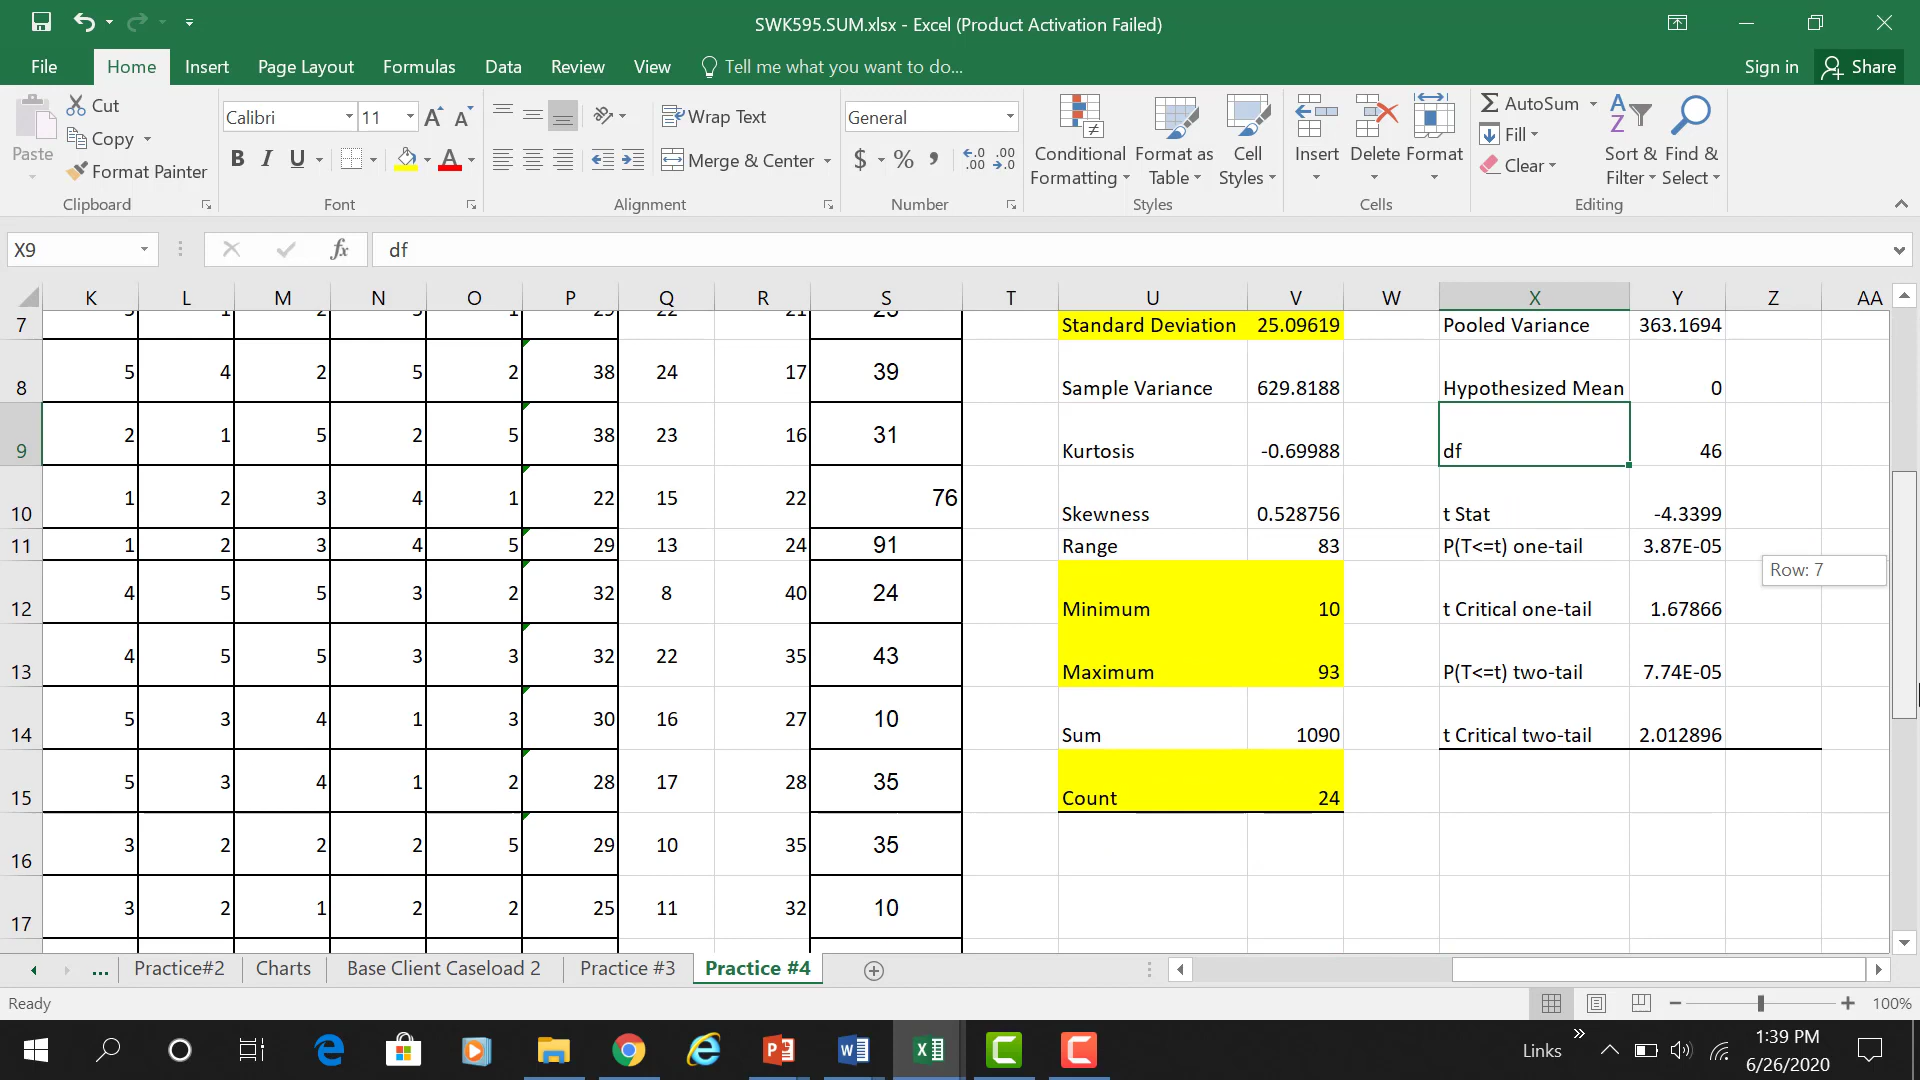 SWK595.SUM.xlsx - Excel (Product Activation Failed)
File Home Insert Page Layout Formulas Data Review View Tell me what you want to do... Sign in Share
Paste Cut Copy Format Painter Clipboard
Calibri 11 A A B I U A Font
Wrap Text Merge & Center Alignment
General $ % , Number
Conditional Formatting Format as Table Cell Styles Styles
Insert Delete Format Cells
AutoSum Fill Clear Sort & Filter Find & Select Editing
X9 fx df
K L M N O P Q R S T U V W X Y Z AA
7 Standard Deviation 25.09619 Pooled Variance 363.1694
8 5 4 2 5 2 38 24 17 39 Sample Variance 629.8188 Hypothesized Mean 0
9 2 1 5 2 5 38 23 16 31 Kurtosis -0.69988 df 46
10 1 2 3 4 1 22 15 22 76 Skewness 0.528756 t Stat -4.3399
11 1 2 3 4 5 29 13 24 91 Range 83 P(T<=t) one-tail 3.87E-05
Row: 7
12 4 5 5 3 2 32 8 40 24 Minimum 10 t Critical one-tail 1.67866
13 4 5 5 3 3 32 22 35 43 Maximum 93 P(T<=t) two-tail 7.74E-05
14 5 3 4 1 3 30 16 27 10 Sum 1090 t Critical two-tail 2.012896
15 5 3 4 1 2 28 17 28 35 Count 24
16 3 2 2 2 5 29 10 35 35
17 3 2 1 2 2 25 11 32 10
... Practice#2 Charts Base Client Caseload 2 Practice #3 Practice #4
Ready 100%
Links 1:39 PM
6/26/2020